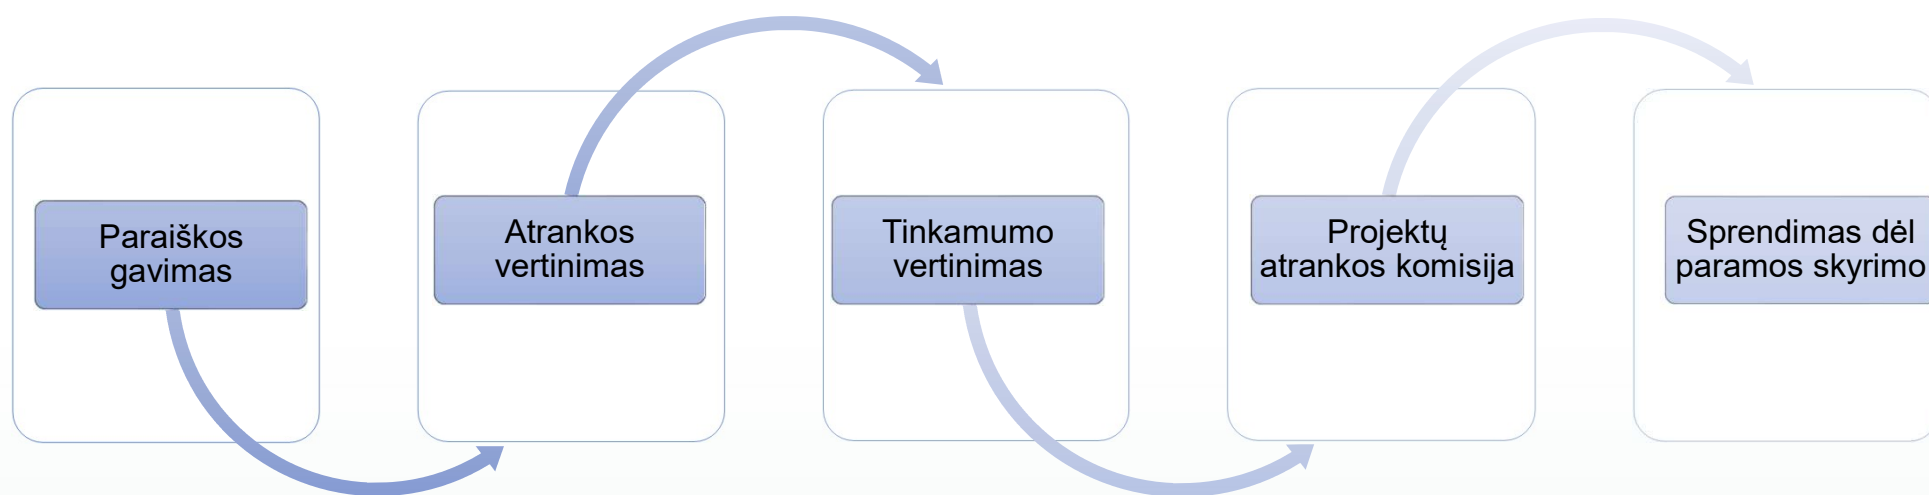 Paraiškos
gavimas
Atrankos
vertinimas
Tinkamumo
vertinimas
Projektų
atrankos komisija
Sprendimas dėl
paramos skyrimo